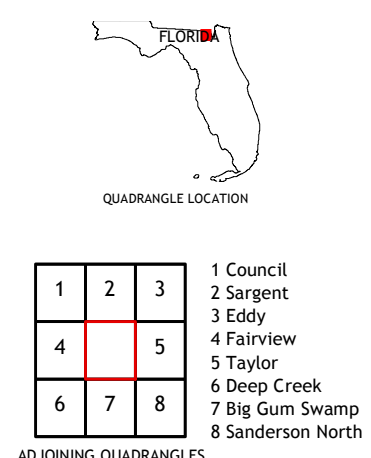 FLORIDA
QUADRANGLE LOCATION
1 2 3
4 5
6 7 8
1 Council
2 Sargent
3 Eddy
4 Fairview
5 Taylor
6 Deep Creek
7 Big Gum Swamp
8 Sanderson North
ADJOINING QUADRANGLES